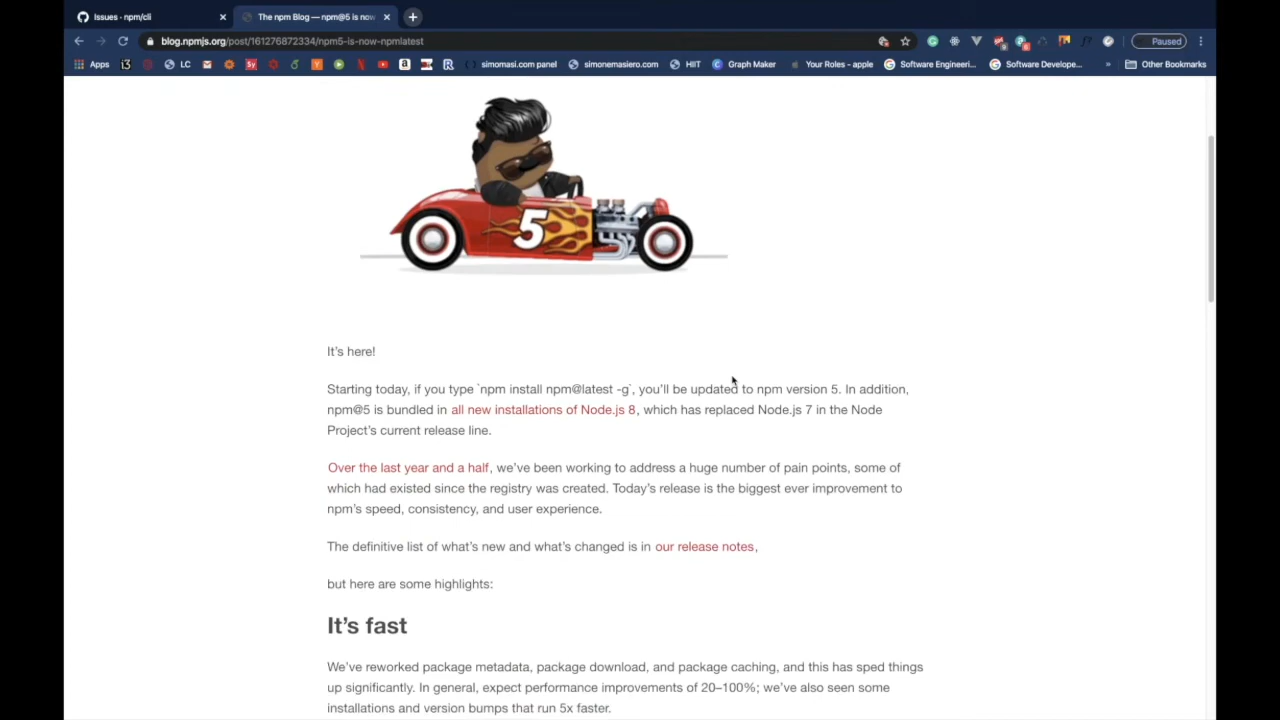 Issues · npm/cli
The npm Blog — npm@5 is now
blog.npmjs.org/post/161276872334/npm5-is-now-npmlatest
Paused
Apps
LC
simomasi.com panel
simonemasiero.com
HIIT
Graph Maker
Your Roles - apple
Software Engineeri...
Software Develope...
»
Other Bookmarks
5
It's here!
Starting today, if you type `npm install npm@latest -g`, you'll be updated to npm version 5. In addition,
npm@5 is bundled in all new installations of Node.js 8, which has replaced Node.js 7 in the Node
Project's current release line.
Over the last year and a half, we've been working to address a huge number of pain points, some of
which had existed since the registry was created. Today's release is the biggest ever improvement to
npm's speed, consistency, and user experience.
The definitive list of what's new and what's changed is in our release notes,
but here are some highlights:
It's fast
We've reworked package metadata, package download, and package caching, and this has sped things
up significantly. In general, expect performance improvements of 20–100%; we've also seen some
installations and version bumps that run 5x faster.